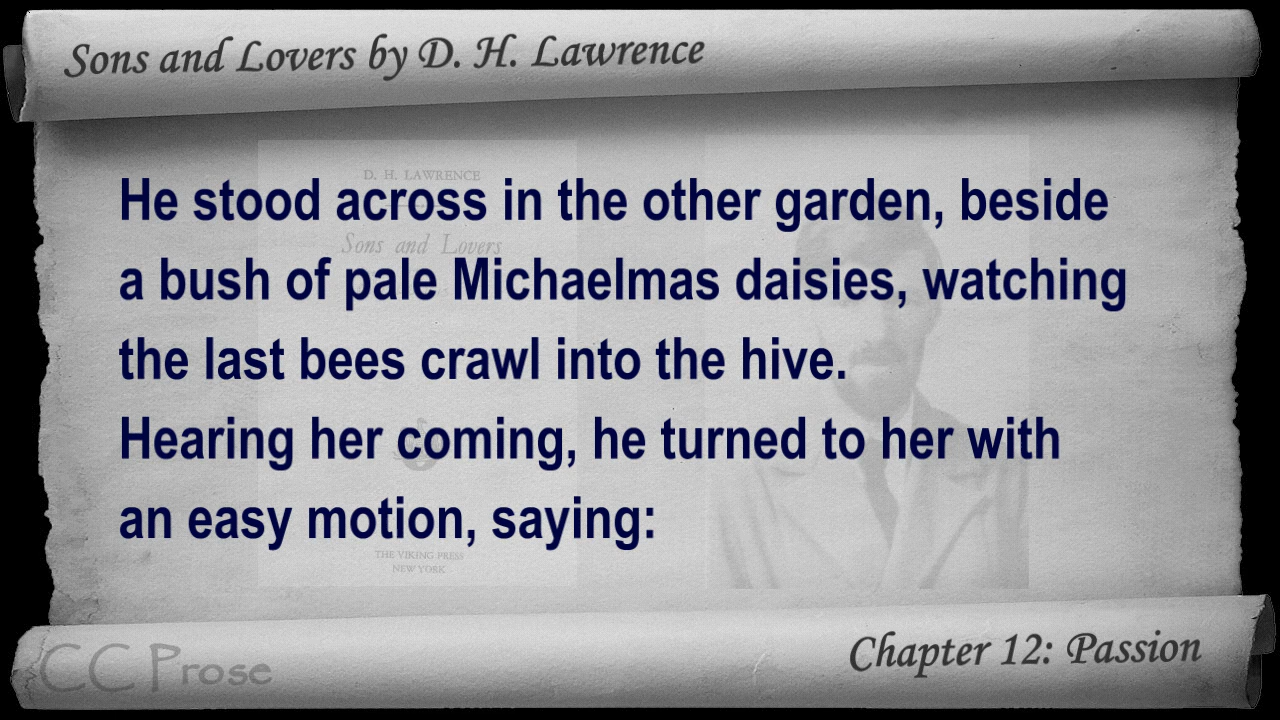 Sons and Lovers by D. H. Lawrence
D. H. LAWRENCE
Sons and Lovers
He stood across in the other garden, beside
a bush of pale Michaelmas daisies, watching
the last bees crawl into the hive.
Hearing her coming, he turned to her with
an easy motion, saying:
THE VIKING PRESS
NEW YORK
CC Prose
Chapter 12: Passion